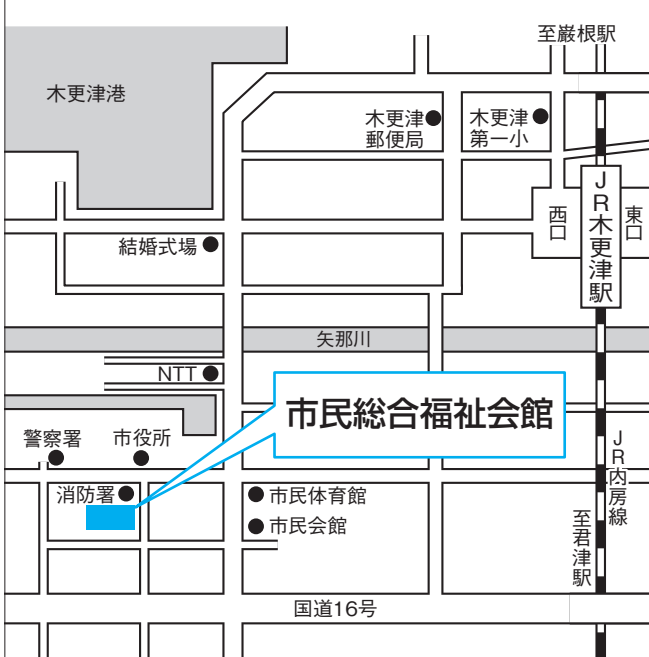 至巌根駅
木更津港
木更津
郵便局
木更津
第一小
西口
JR木更津駅
東口
結婚式場
矢那川
NTT
市民総合福祉会館
警察署
市役所
JR内房線
消防署
市民体育館
市民会館
至君津駅
国道16号